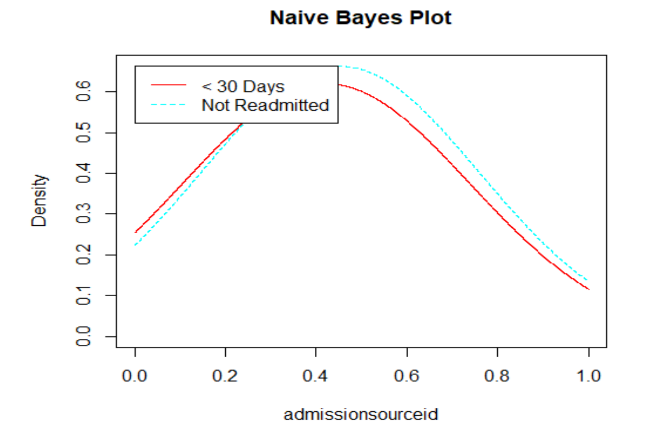 Naive Bayes Plot
< 30 Days
Not Readmitted
Density
0.0 0.1 0.2 0.3 0.4 0.5 0.6
0.0 0.2 0.4 0.6 0.8 1.0
admissionsourceid